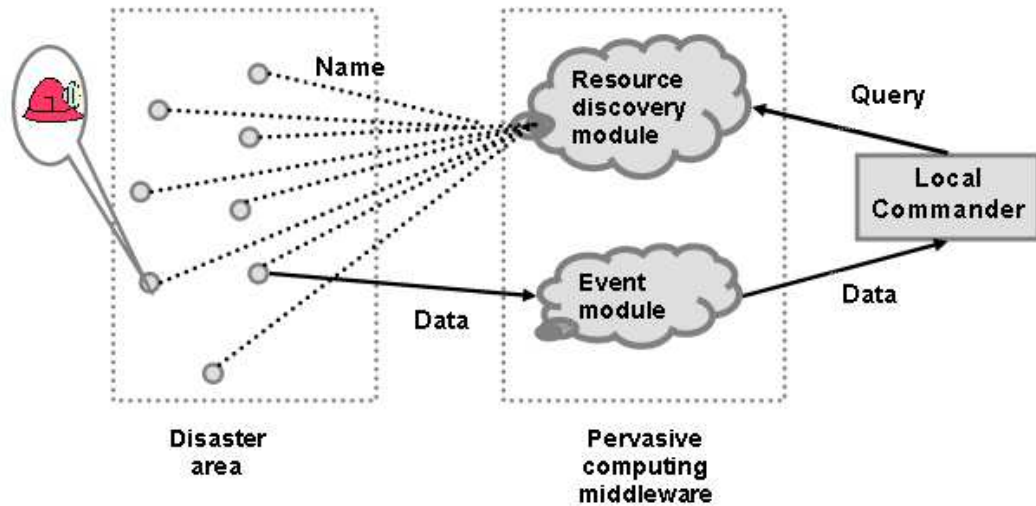 Name
Resource
discovery
module
Query
Local
Commander
Event
module
Data
Data
Disaster
area
Pervasive
computing
middleware